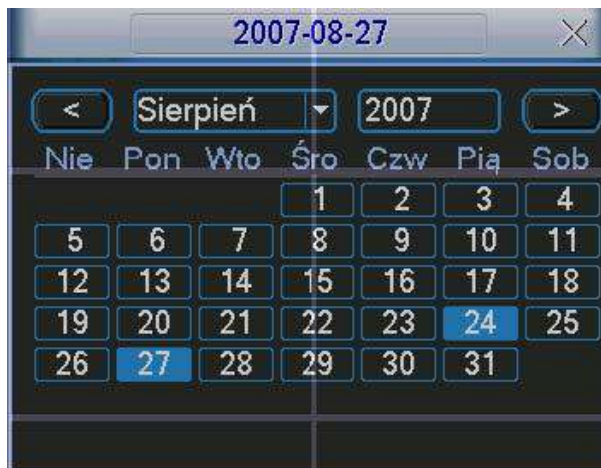 2007-08-27
< Sierpień 2007 >
Nie Pon Wto Śro Czw Pią Sob
1 2 3 4
5 6 7 8 9 10 11
12 13 14 15 16 17 18
19 20 21 22 23 24 25
26 27 28 29 30 31